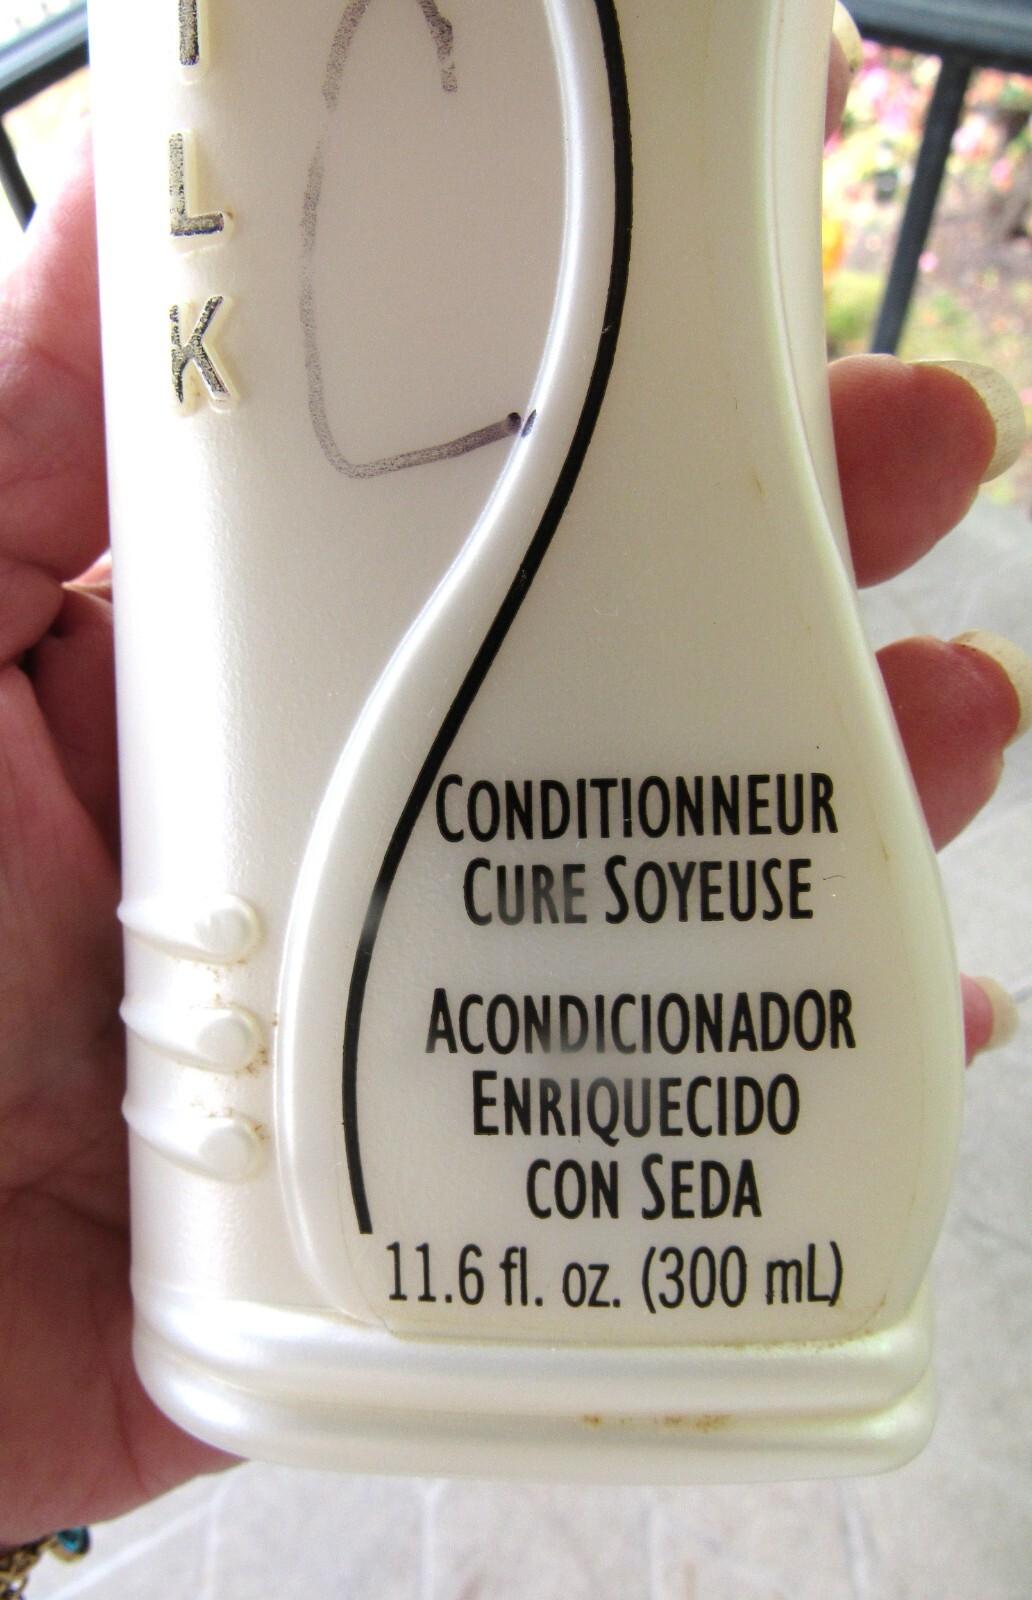 I
L
K
C
CONDITIONNEUR
CURE SOYEUSE
ACONDICIONADOR
ENRIQUECIDO
CON SEDA
11.6 fl. oz. (300 mL)